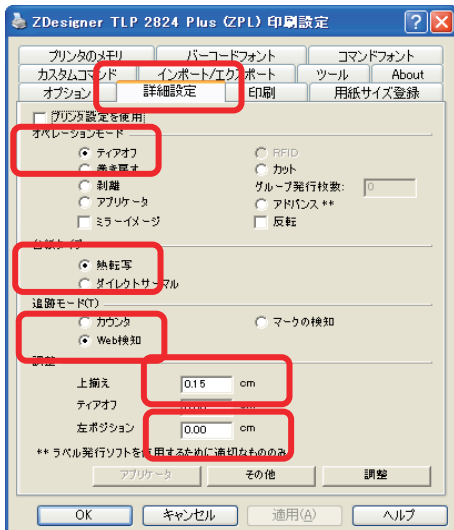 ZDesigner TLP 2824 Plus (ZPL) 印刷設定
プリンタのメモリ バーコードフォント コマンドフォント
カスタムコマンド インポート/エクスポート ツール About
オプション 詳細設定 印刷 用紙サイズ登録
プリンタ設定を使用
オペレーションモード
ティアオフ RFID
巻き戻す カット
剥離 グループ発行枚数: 0
アプリケータ アドバンス **
ミラーイメージ 反転
台紙タイプ
熱転写
ダイレクトサーマル
追跡モード(T)
カウンタ マークの検知
Web検知
調整
上揃え 0.15 cm
ティアオフ 0.00 cm
左ポジション 0.00 cm
** ラベル発行ソフトを使用するために適切なもののみ
アプリケータ その他 調整
OK キャンセル 適用(A) ヘルプ